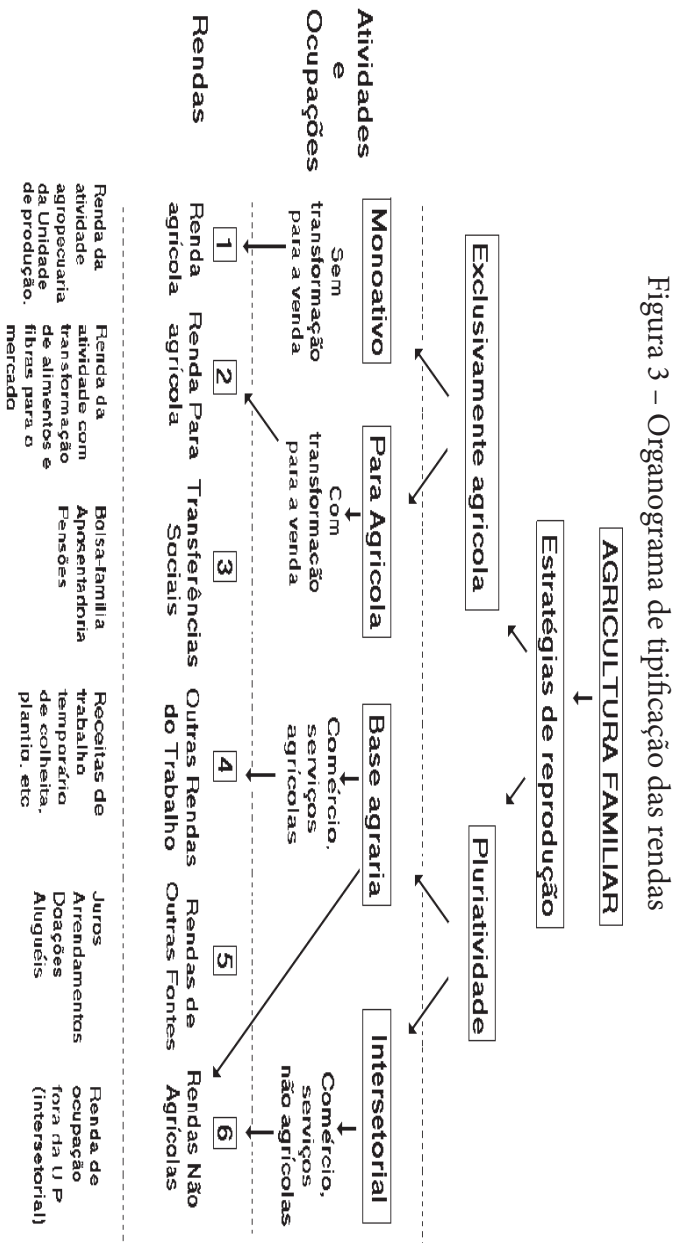 Figura 3 – Organograma de tipificação das rendas
AGRICULTURA FAMILIAR
Estratégias de reprodução
Exclusivamente agricola
Pluriatividade
Atividades
e
Ocupações
Monoativo
Para Agricola
Base agraria
Intersetorial
Sem
transformação
para a venda
Com
transformacão
para a venda
Comércio,
serviços
agrícolas
Comércio,
serviços
não agrícolas
Rendas
1
Renda
agrícola
2
Renda Para
agrícola
3
Transferências
Sociais
4
Outras Rendas
do Trabalho
5
Rendas de
Outras Fontes
6
Rendas Não
Agrícolas
Renda da
atividade
agropecuaria
da Unidade
de produção.
Renda da
atividade com
transformação
de alimentos e
fibras para o
mercado
Bolsa-família
Aposentadoria
Pensões
Receitas de
trabalho
temporário
de colheita,
plantio, etc
Juros
Arrendamentos
Doações
Aluguéis
Renda de
ocupação
fora da U P
(intersetorial)